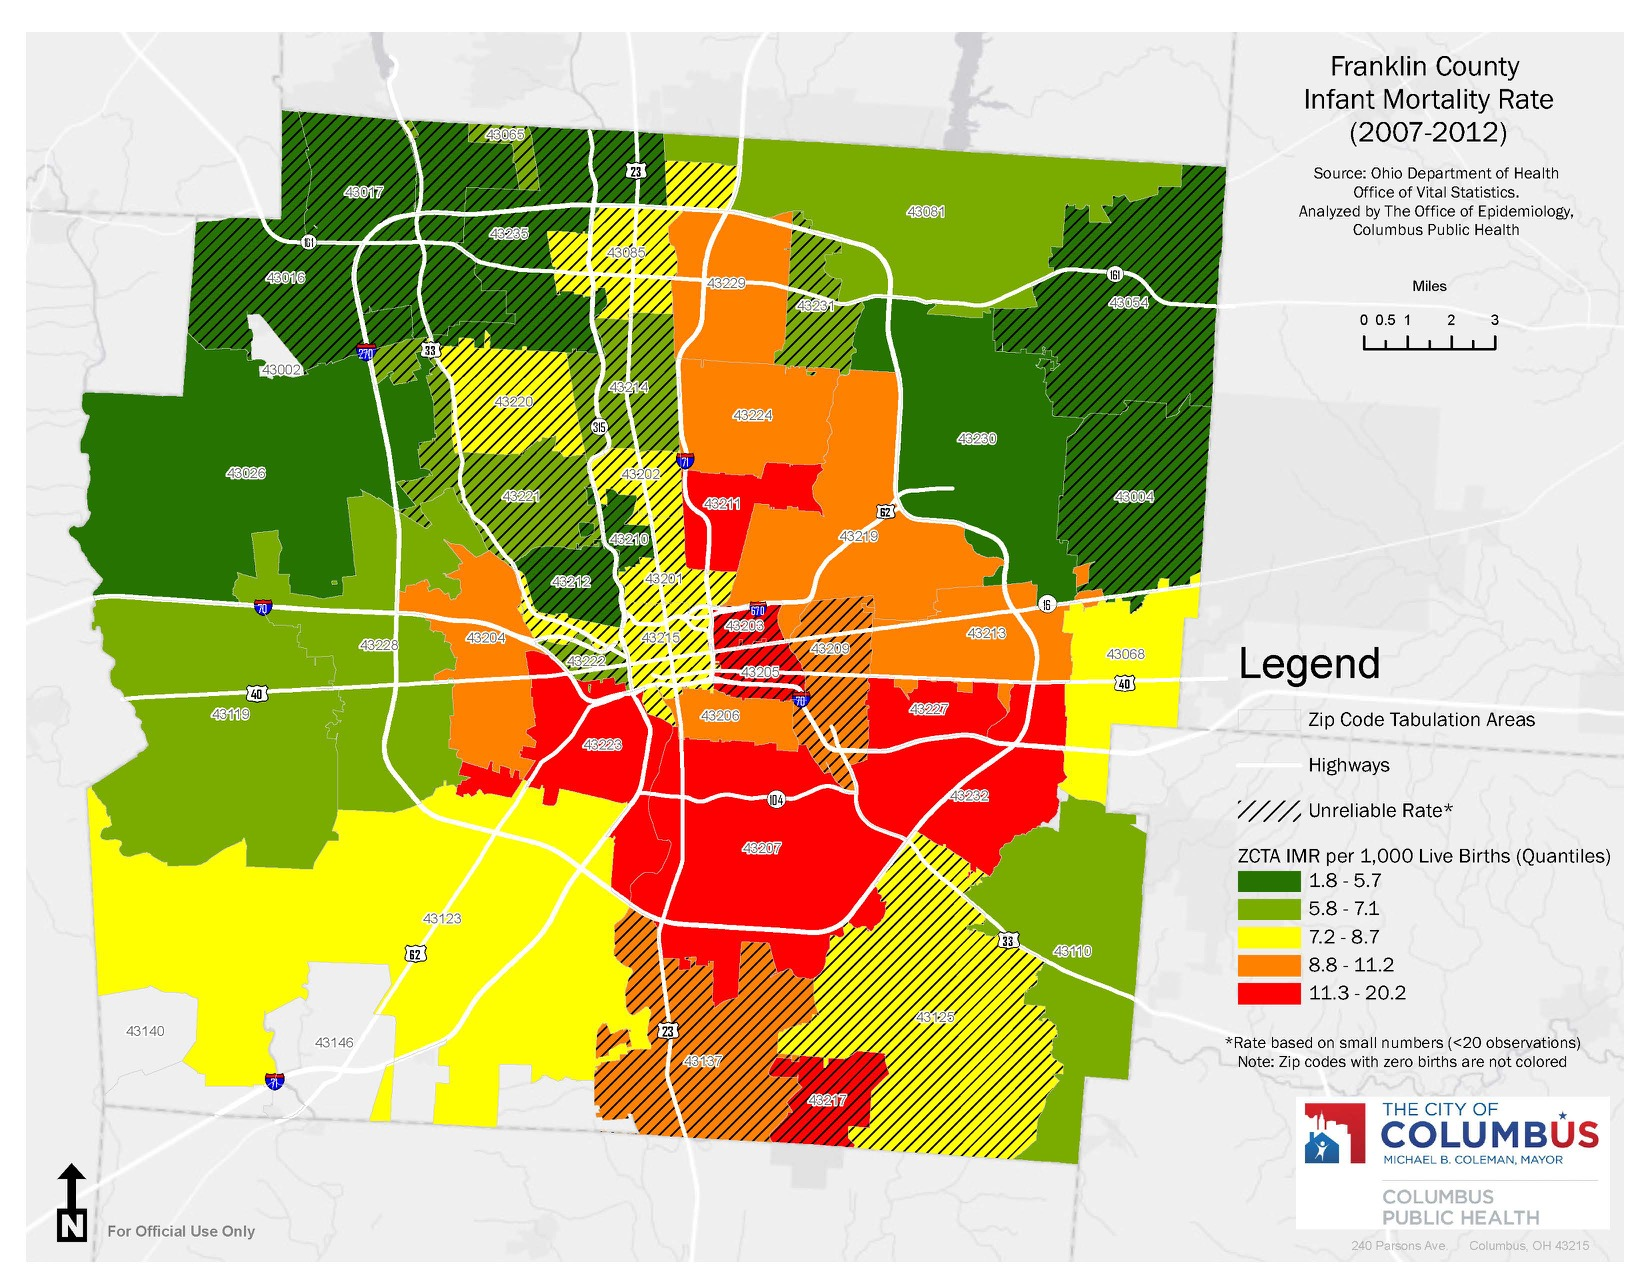 Franklin County
Infant Mortality Rate
(2007-2012)
Source: Ohio Department of Health
Office of Vital Statistics.
Analyzed by The Office of Epidemiology,
Columbus Public Health
Miles
0 0.5 1 2 3
43065
23
43017
43081
43235
161
43085
43016
161
43229
43054
43231
33
270
43002
43214
43220
43224
315
43230
71
43026
43202
43221
43004
43211
62
43210
43219
43212
43201
70
670
16
43203
43213
43204
43215
43228
43209
43068
43222
43205
40
40
70
43119
43206
43227
43223
43232
104
43207
43123
33
62
43110
43125
23
43140
43146
43137
71
43217
Legend
Zip Code Tabulation Areas
Highways
Unreliable Rate*
ZCTA IMR per 1,000 Live Births (Quantiles)
1.8 - 5.7
5.8 - 7.1
7.2 - 8.7
8.8 - 11.2
11.3 - 20.2
*Rate based on small numbers (<20 observations)
Note: Zip codes with zero births are not colored
THE CITY OF
COLUMBUS
MICHAEL B. COLEMAN, MAYOR
COLUMBUS
PUBLIC HEALTH
240 Parsons Ave. Columbus, OH 43215
N
For Official Use Only